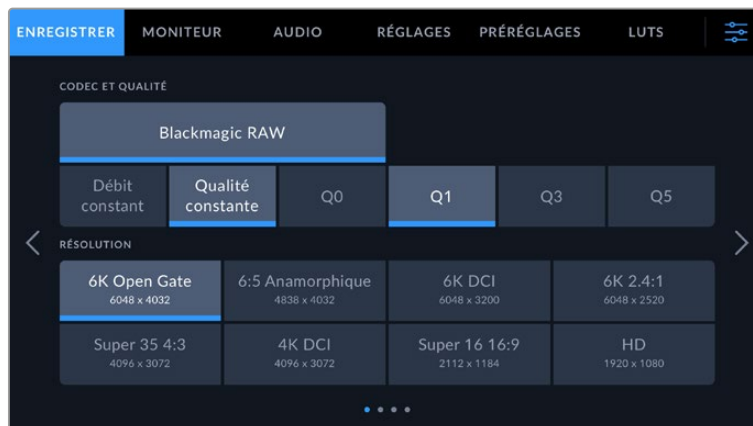 ENREGISTRER MONITEUR AUDIO RÉGLAGES PRÉRÉGLAGES LUTS
CODEC ET QUALITÉ
Blackmagic RAW
Débit constant Qualité constante Q0 Q1 Q3 Q5
RÉSOLUTION
6K Open Gate 6:5 Anamorphique 6K DCI 6K 2.4:1
6048 x 4032 4838 x 4032 6048 x 3200 6048 x 2520
Super 35 4:3 4K DCI Super 16 16:9 HD
4096 x 3072 4096 x 3072 2112 x 1184 1920 x 1080